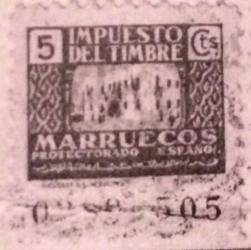 5 IMPUESTO Cts
DEL TIMBRE
MARRUECOS
PROTECTORADO ESPAÑOL
505